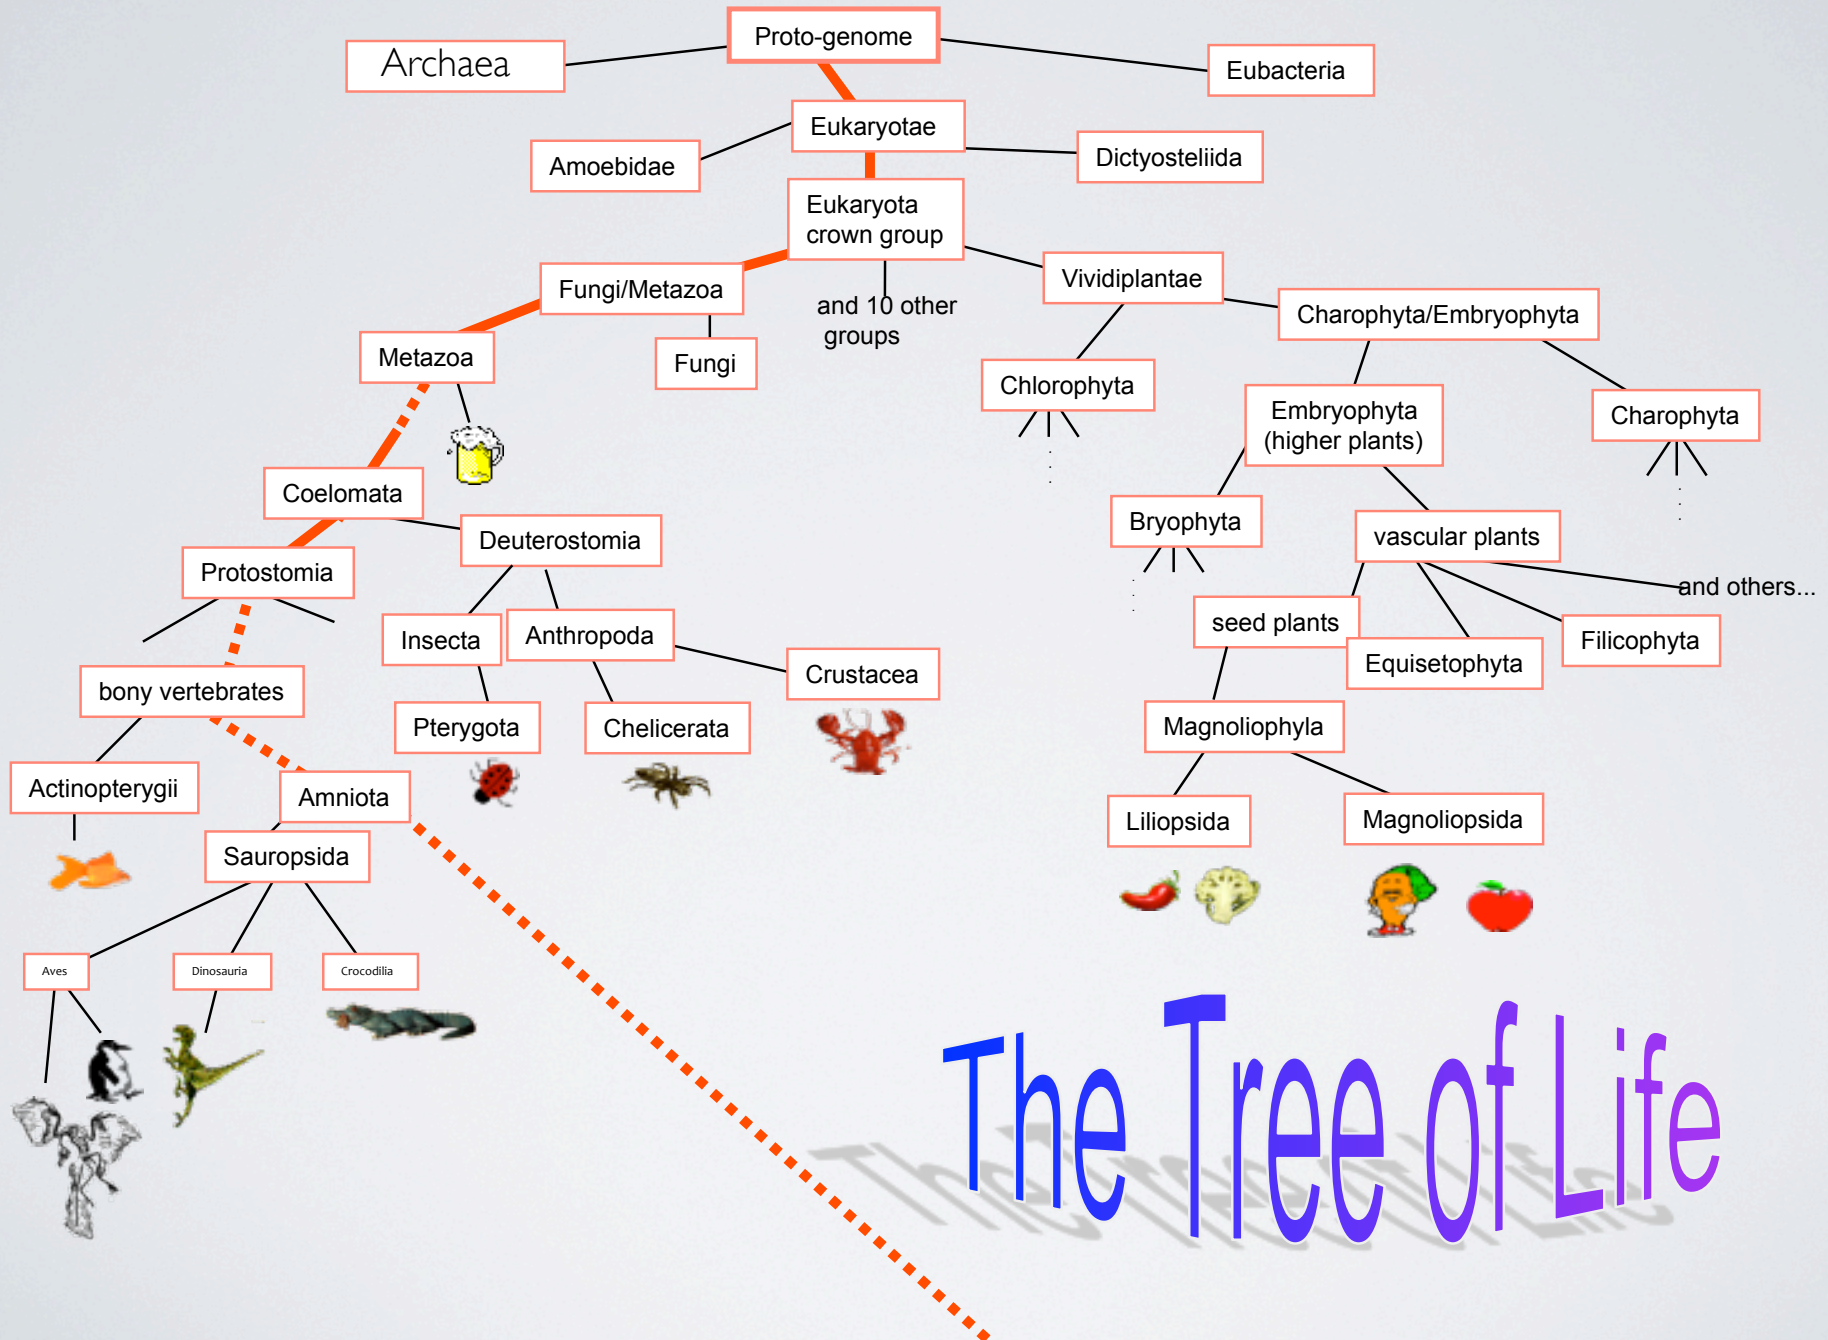 Proto-genome
Archaea
Eubacteria
Eukaryotae
Amoebidae
Dictyosteliida
Eukaryota
crown group
Fungi/Metazoa
and 10 other
groups
Vividiplantae
Charophyta/Embryophyta
Metazoa
Fungi
Chlorophyta
Embryophyta
(higher plants)
Charophyta
Coelomata
Deuterostomia
Bryophyta
vascular plants
Protostomia
and others...
Insecta
Anthropoda
seed plants
Filicophyta
Equisetophyta
Crustacea
bony vertebrates
Pterygota
Chelicerata
Magnoliophyla
Actinopterygii
Amniota
Liliopsida
Magnoliopsida
Sauropsida
Aves
Dinosauria
Crocodilia
The Tree of Life